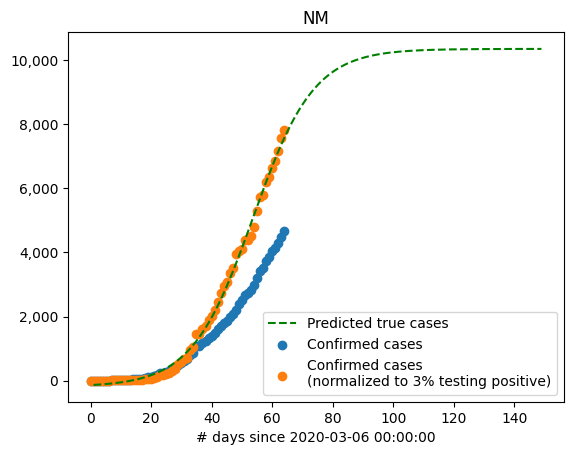 NM
10,000
8,000
6,000
4,000
2,000
0
Predicted true cases
Confirmed cases
Confirmed cases
(normalized to 3% testing positive)
0 20 40 60 80 100 120 140
# days since 2020-03-06 00:00:00